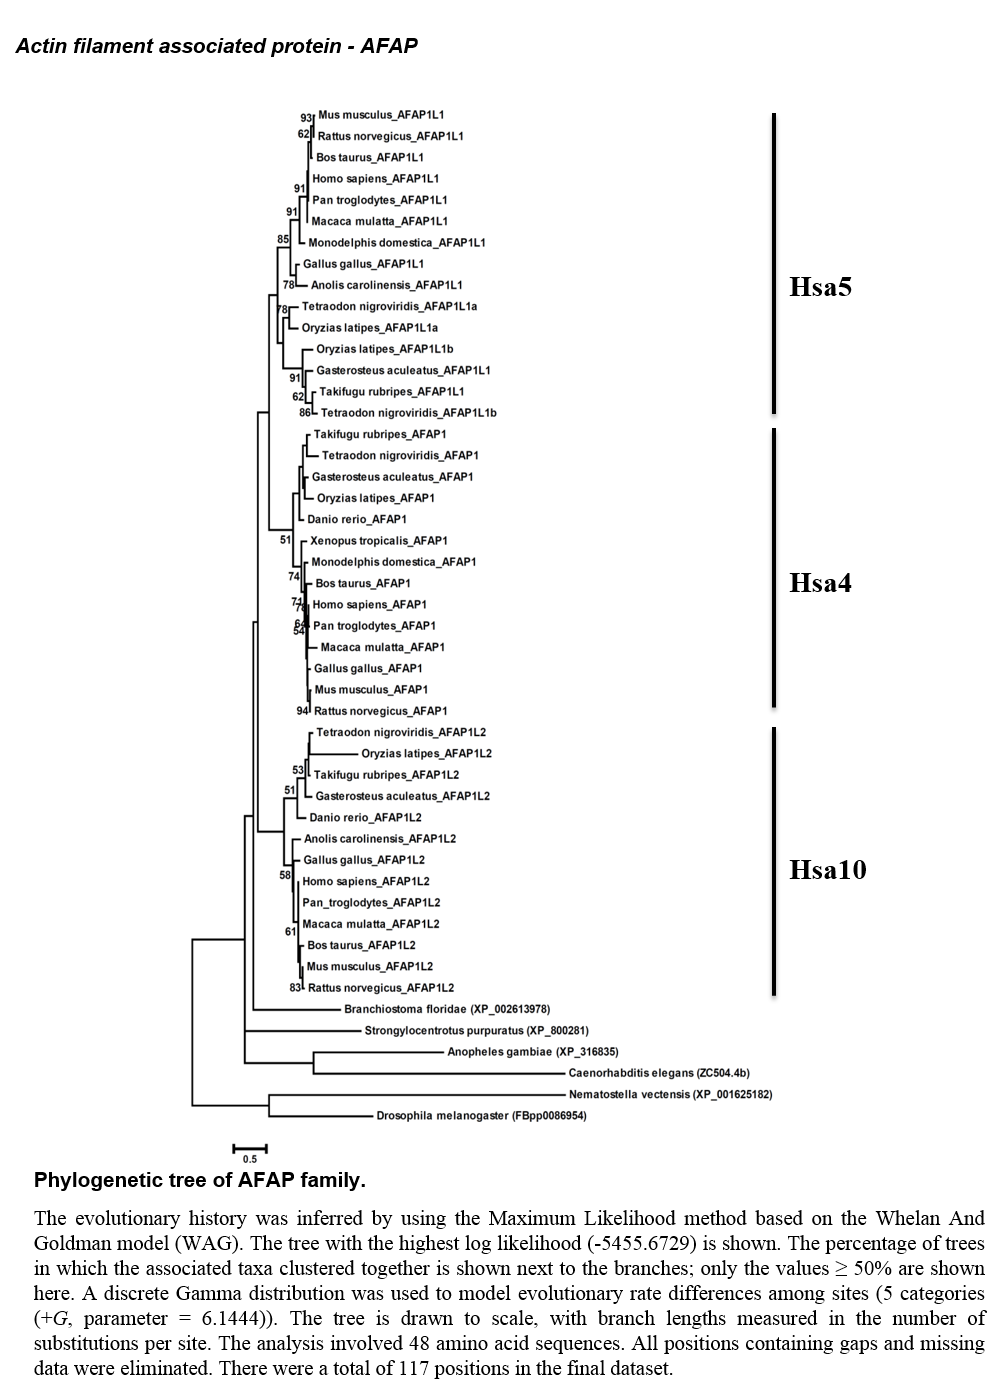 Actin filament associated protein - AFAP
93
Mus musculus_AFAP1L1
62
Rattus norvegicus_AFAP1L1
Bos taurus_AFAP1L1
Homo sapiens_AFAP1L1
91
Pan troglodytes_AFAP1L1
91
Macaca mulatta_AFAP1L1
85
Monodelphis domestica_AFAP1L1
Gallus gallus_AFAP1L1
78
Anolis carolinensis_AFAP1L1
Hsa5
78
Tetraodon nigroviridis_AFAP1L1a
Oryzias latipes_AFAP1L1a
Oryzias latipes_AFAP1L1b
91
Gasterosteus aculeatus_AFAP1L1
62
Takifugu rubripes_AFAP1L1
86
Tetraodon nigroviridis_AFAP1L1b
Takifugu rubripes_AFAP1
Tetraodon nigroviridis_AFAP1
Gasterosteus aculeatus_AFAP1
Oryzias latipes_AFAP1
Danio rerio_AFAP1
51
Xenopus tropicalis_AFAP1
Monodelphis domestica_AFAP1
74
Bos taurus_AFAP1
Hsa4
71
78
Homo sapiens_AFAP1
64
54
Pan troglodytes_AFAP1
Macaca mulatta_AFAP1
Gallus gallus_AFAP1
Mus musculus_AFAP1
94
Rattus norvegicus_AFAP1
Tetraodon nigroviridis_AFAP1L2
Oryzias latipes_AFAP1L2
53
Takifugu rubripes_AFAP1L2
51
Gasterosteus aculeatus_AFAP1L2
Danio rerio_AFAP1L2
Anolis carolinensis_AFAP1L2
Gallus gallus_AFAP1L2
Hsa10
58
Homo sapiens_AFAP1L2
Pan_troglodytes_AFAP1L2
Macaca mulatta_AFAP1L2
61
Bos taurus_AFAP1L2
Mus musculus_AFAP1L2
83
Rattus norvegicus_AFAP1L2
Branchiostoma floridae (XP_002613978)
Strongylocentrotus purpuratus (XP_800281)
Anopheles gambiae (XP_316835)
Caenorhabditis elegans (ZC504.4b)
Nematostella vectensis (XP_001625182)
Drosophila melanogaster (FBpp0086954)
0.5
Phylogenetic tree of AFAP family.
The evolutionary history was inferred by using the Maximum Likelihood method based on the Whelan And
Goldman model (WAG). The tree with the highest log likelihood (-5455.6729) is shown. The percentage of trees
in which the associated taxa clustered together is shown next to the branches; only the values ≥ 50% are shown
here. A discrete Gamma distribution was used to model evolutionary rate differences among sites (5 categories
(+G, parameter = 6.1444)). The tree is drawn to scale, with branch lengths measured in the number of
substitutions per site. The analysis involved 48 amino acid sequences. All positions containing gaps and missing
data were eliminated. There were a total of 117 positions in the final dataset.